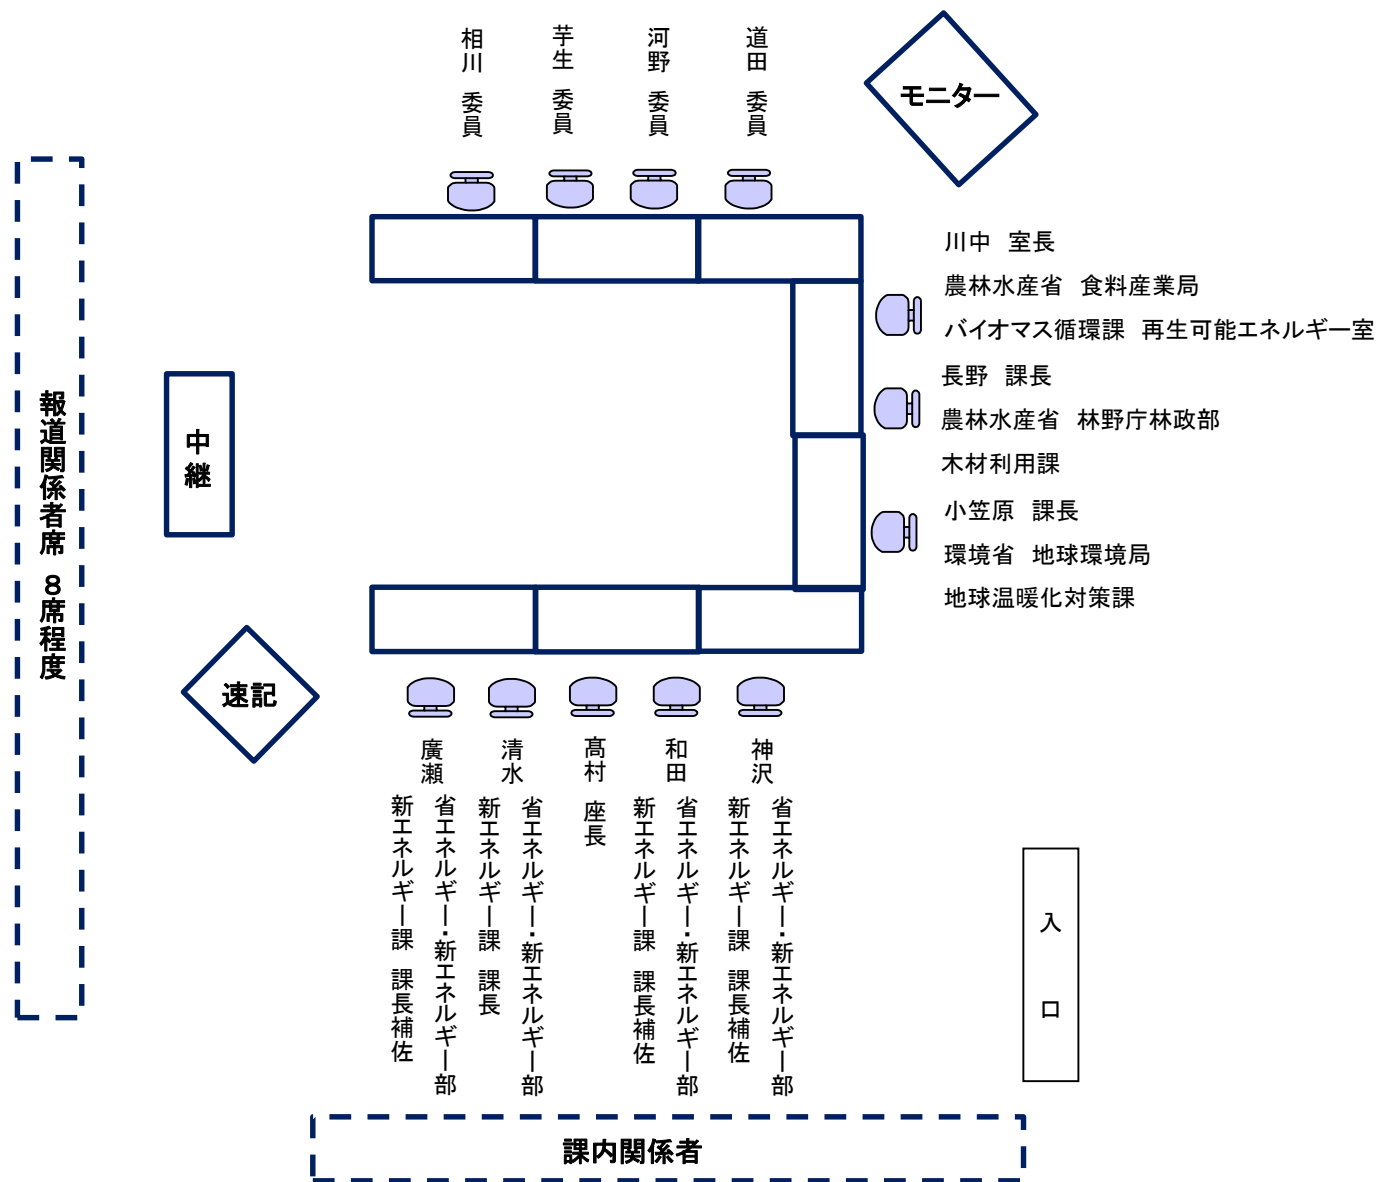 相川 委員
芋生 委員
河野 委員
道田 委員
モニター
川中 室長
農林水産省 食料産業局
バイオマス循環課 再生可能エネルギー室
長野 課長
農林水産省 林野庁林政部
木材利用課
小笠原 課長
環境省 地球環境局
地球温暖化対策課
報道関係者席 8席程度
中継
速記
廣瀬
省エネルギー・新エネルギー部
新エネルギー課 課長補佐
清水
省エネルギー・新エネルギー部
新エネルギー課 課長
髙村 座長
和田
省エネルギー・新エネルギー部
新エネルギー課 課長補佐
神沢
省エネルギー・新エネルギー部
新エネルギー課 課長補佐
入口
課内関係者